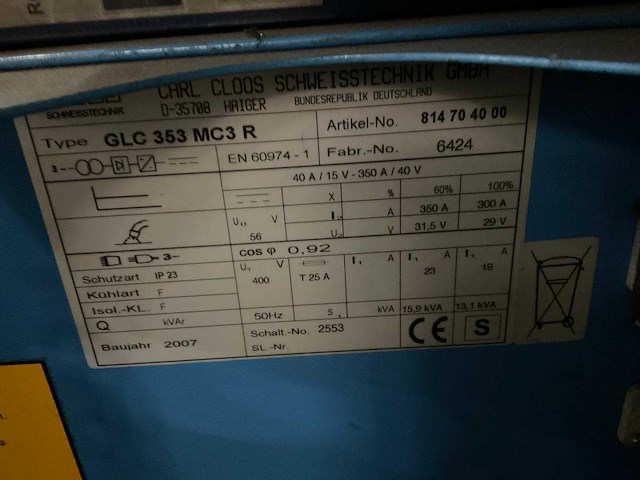 CARL CLOOS SCHWEISSTECHNIK GMBH
SCHWEISSTECHNIK D-35708 HAIGER BUNDESREPUBLIK DEUTSCHLAND
Type GLC 353 MC3 R Artikel-No. 814 70 40 00
EN 60974 - 1 Fabr.-No. 6424
40 A / 15 V - 350 A / 40 V
X % 60% 100%
U₀ V I₂ A 350 A 300 A
56 U₂ V 31,5 V 29 V
3~ cos φ 0,92
Schutzart IP 23 U₁ V I₁ A I₁ A I₁ A
400 T 25 A 23 19
Kühlart F
Isol.-KL. F
Q kVAr 50Hz S₁ kVA 15,9 kVA 13,1 kVA
Baujahr 2007 Schalt.-No. 2553 CE S
SL.-Nr.